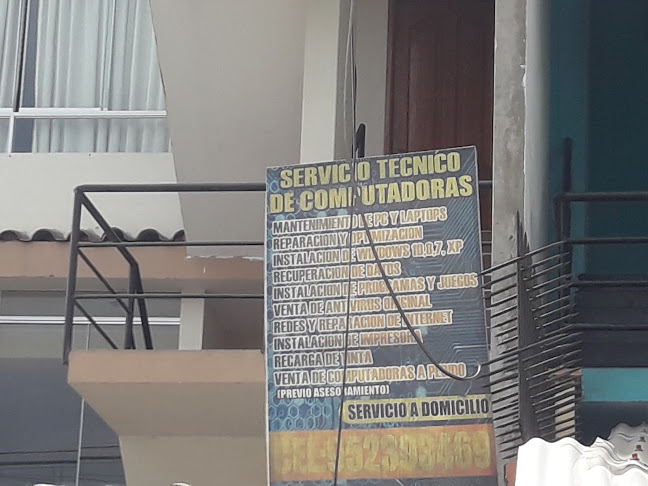 SERVICIO TECNICO
DE COMPUTADORAS
MANTENIMIENTO DE PC Y LAPTOPS
REPARACION Y OPTIMIZACION
INSTALACION DE WINDOWS 10,8,7, XP
RECUPERACION DE DATOS
INSTALACION DE PROGRAMAS Y JUEGOS
VENTA DE ANTIVIRUS ORIGINAL
REDES Y REPARACION DE INTERNET
INSTALACION DE IMPRESORA
RECARGA DE TINTA
VENTA DE COMPUTADORAS A PEDIDO
(PREVIO ASESORAMIENTO)
SERVICIO A DOMICILIO
CEL: